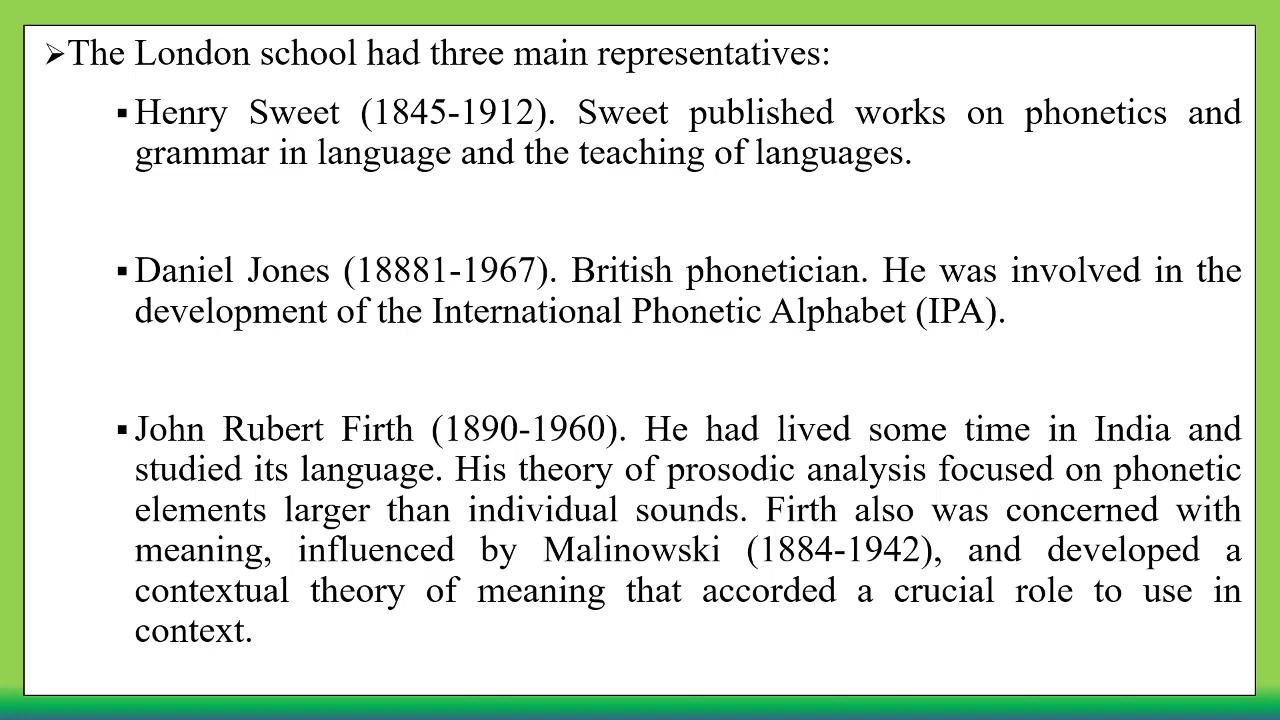 ➢The London school had three main representatives:
▪Henry Sweet (1845-1912). Sweet published works on phonetics and
grammar in language and the teaching of languages.
▪Daniel Jones (18881-1967). British phonetician. He was involved in the
development of the International Phonetic Alphabet (IPA).
▪John Rubert Firth (1890-1960). He had lived some time in India and
studied its language. His theory of prosodic analysis focused on phonetic
elements larger than individual sounds. Firth also was concerned with
meaning, influenced by Malinowski (1884-1942), and developed a
contextual theory of meaning that accorded a crucial role to use in
context.